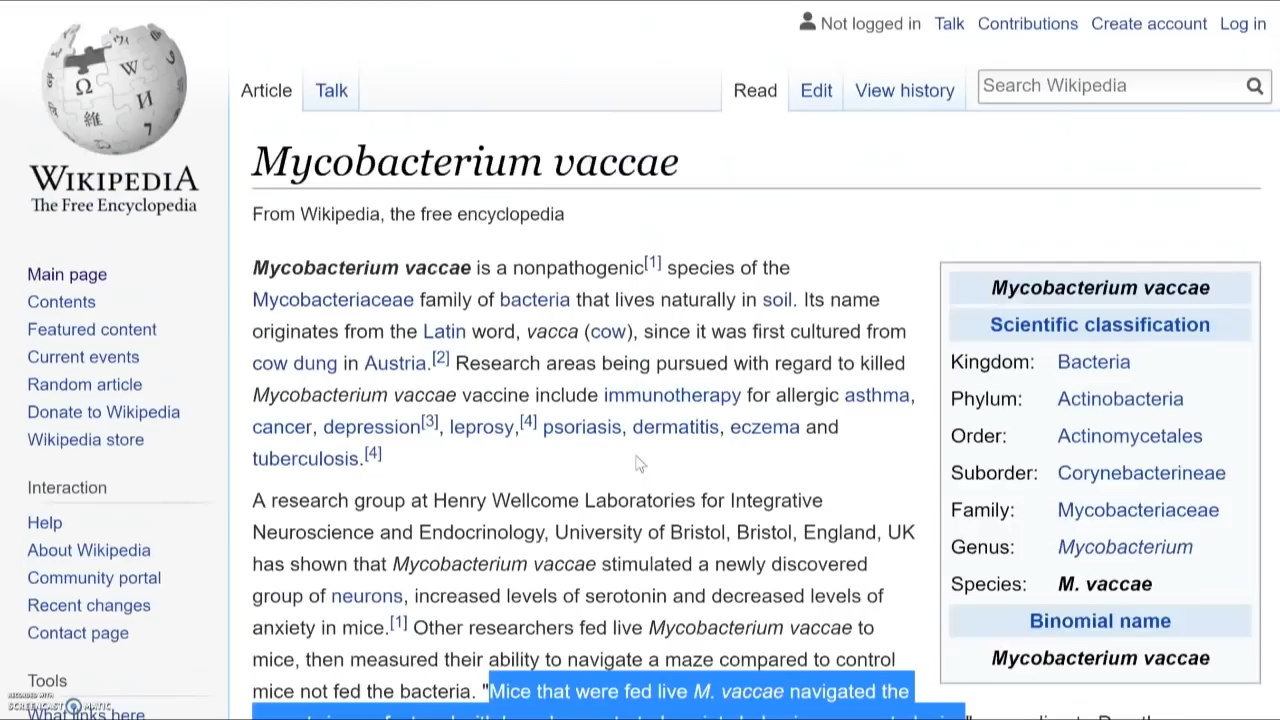 Not logged in Talk Contributions Create account Log in
Article Talk Read Edit View history Search Wikipedia
WIKIPEDIA
The Free Encyclopedia
Main page
Contents
Featured content
Current events
Random article
Donate to Wikipedia
Wikipedia store
Interaction
Help
About Wikipedia
Community portal
Recent changes
Contact page
Tools
What links here
RECORDED WITH
SCREENCAST MATIC
Mycobacterium vaccae
From Wikipedia, the free encyclopedia
Mycobacterium vaccae is a nonpathogenic[1] species of the
Mycobacteriaceae family of bacteria that lives naturally in soil. Its name
originates from the Latin word, vacca (cow), since it was first cultured from
cow dung in Austria.[2] Research areas being pursued with regard to killed
Mycobacterium vaccae vaccine include immunotherapy for allergic asthma,
cancer, depression[3], leprosy,[4] psoriasis, dermatitis, eczema and
tuberculosis.[4]
A research group at Henry Wellcome Laboratories for Integrative
Neuroscience and Endocrinology, University of Bristol, Bristol, England, UK
has shown that Mycobacterium vaccae stimulated a newly discovered
group of neurons, increased levels of serotonin and decreased levels of
anxiety in mice.[1] Other researchers fed live Mycobacterium vaccae to
mice, then measured their ability to navigate a maze compared to control
mice not fed the bacteria. "Mice that were fed live M. vaccae navigated the
Mycobacterium vaccae
Scientific classification
Kingdom: Bacteria
Phylum: Actinobacteria
Order: Actinomycetales
Suborder: Corynebacterineae
Family: Mycobacteriaceae
Genus: Mycobacterium
Species: M. vaccae
Binomial name
Mycobacterium vaccae